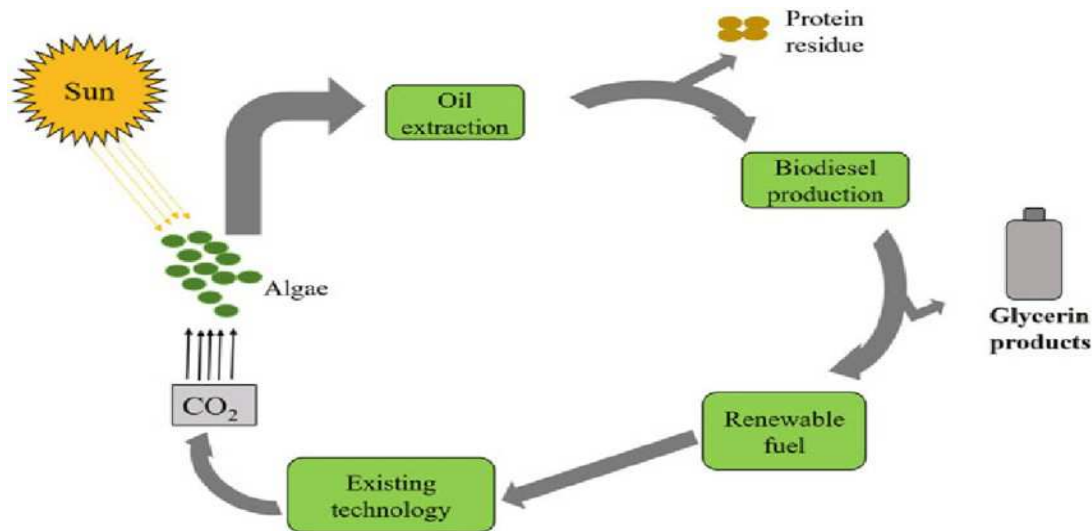 Sun
Protein
residue
Oil
extraction
Biodiesel
production
Algae
Glycerin
products
CO₂
Renewable
fuel
Existing
technology